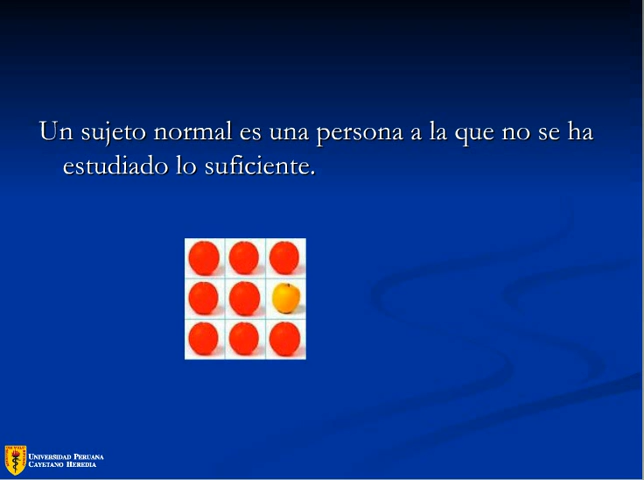 Un sujeto normal es una persona a la que no se ha
estudiado lo suficiente.
UNIVERSIDAD PERUANA
CAYETANO HEREDIA